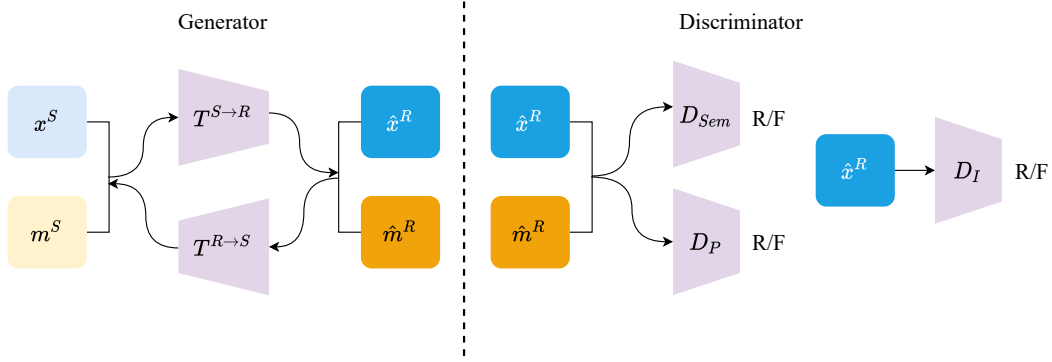 Generator
x^S
m^S
T^{S→R}
T^{R→S}
x̂^R
m̂^R
Discriminator
x̂^R
m̂^R
D_{Sem}
R/F
D_P
R/F
x̂^R
D_I
R/F